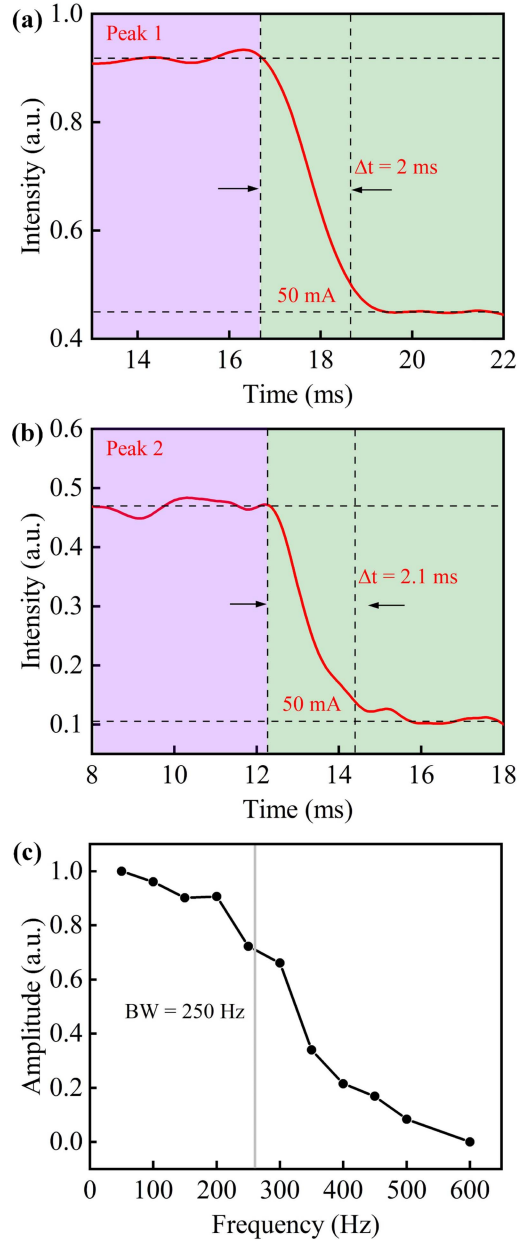 (a)
Peak 1
1.0
0.8
0.6
0.4
Intensity (a.u.)
Δt = 2 ms
50 mA
14 16 18 20 22
Time (ms)
(b)
Peak 2
0.6
0.5
0.3
0.2
0.1
Intensity (a.u.)
Δt = 2.1 ms
50 mA
8 10 12 14 16 18
Time (ms)
(c)
1.0
0.8
0.6
0.4
0.2
0.0
Amplitude (a.u.)
BW = 250 Hz
0 100 200 300 400 500 600
Frequency (Hz)